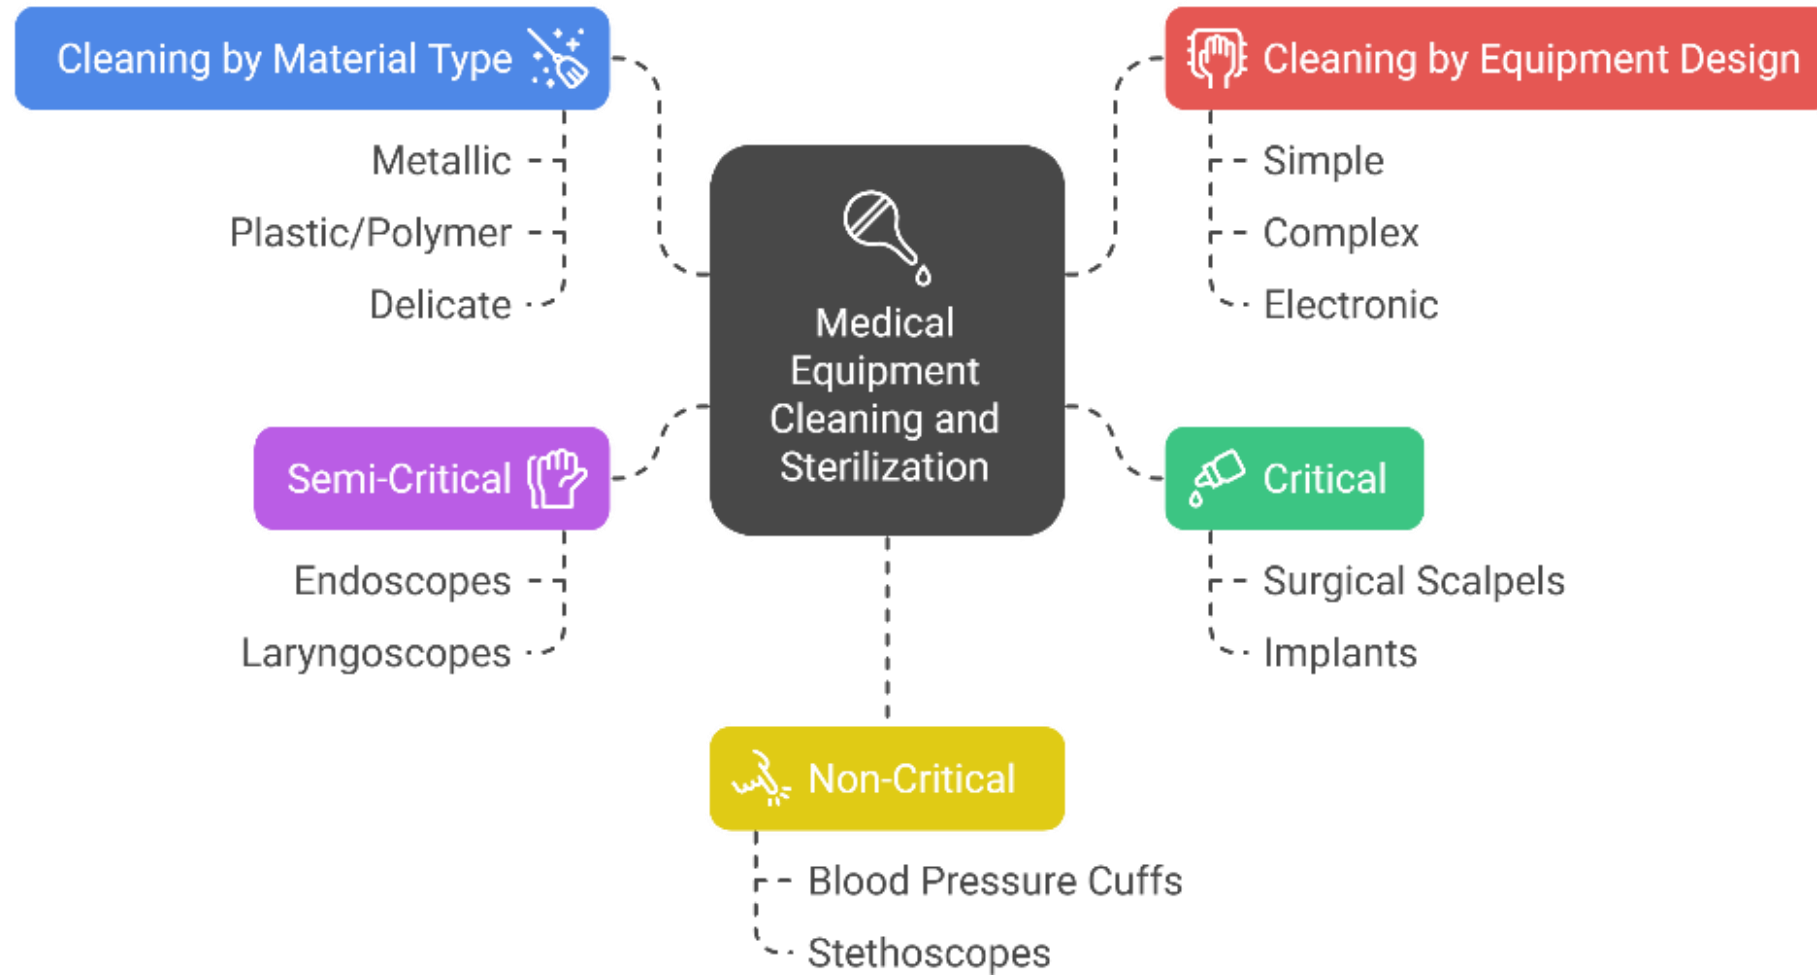 Cleaning by Material Type
Metallic
Plastic/Polymer
Delicate
Cleaning by Equipment Design
Simple
Complex
Electronic
Medical
Equipment
Cleaning and
Sterilization
Semi-Critical
Endoscopes
Laryngoscopes
Critical
Surgical Scalpels
Implants
Non-Critical
Blood Pressure Cuffs
Stethoscopes